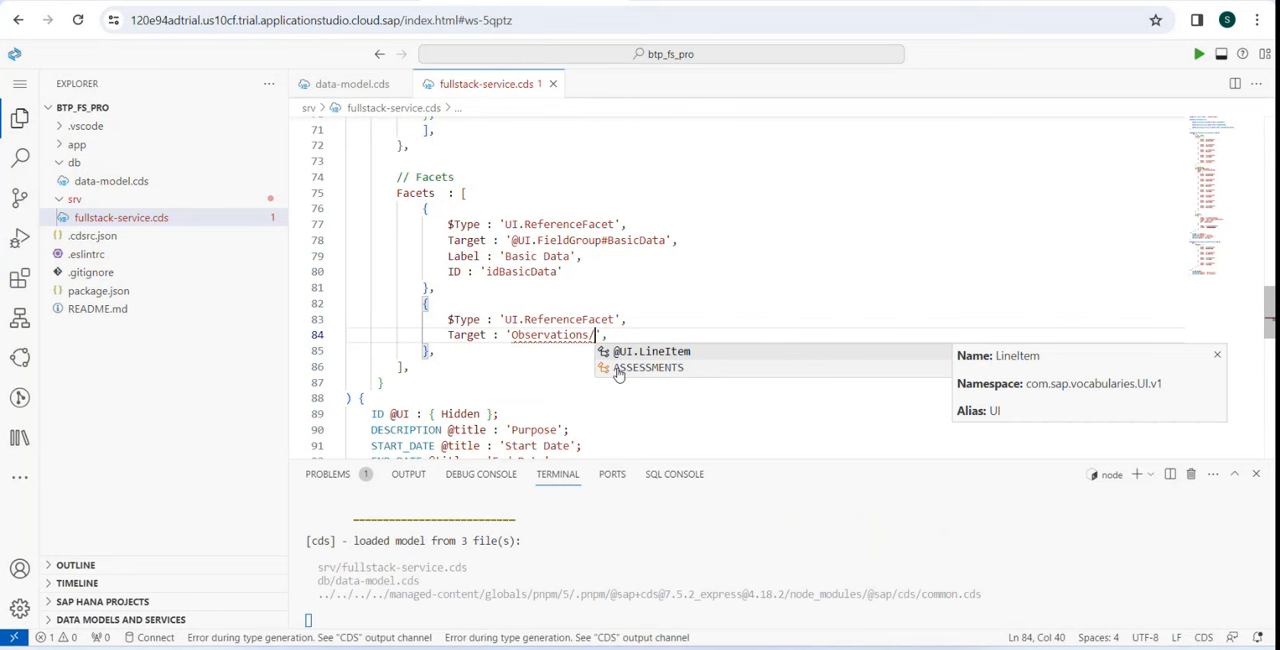 120e94adtrial.us10cf.trial.applicationstudio.cloud.sap/index.html#ws-5qptz
S
btp_fs_pro
EXPLORER
BTP_FS_PRO
.vscode
app
db
data-model.cds
srv
fullstack-service.cds 1
.cdsrc.json
.eslintrc
.gitignore
package.json
README.md
OUTLINE
TIMELINE
SAP HANA PROJECTS
DATA MODELS AND SERVICES
data-model.cds
fullstack-service.cds 1
srv > fullstack-service.cds > ...
71 ],
72 },
73
74 // Facets
75 Facets : [
76 {
77 $Type : 'UI.ReferenceFacet',
78 Target : '@UI.FieldGroup#BasicData',
79 Label : 'Basic Data',
80 ID : 'idBasicData'
81 },
82 {
83 $Type : 'UI.ReferenceFacet',
84 Target : 'Observations/',
85 },
86 ],
87 }
88 ) {
89 ID @UI : { Hidden };
90 DESCRIPTION @title : 'Purpose';
91 START_DATE @title : 'Start Date';
@UI.LineItem
ASSESSMENTS
Name: LineItem
Namespace: com.sap.vocabularies.UI.v1
Alias: UI
PROBLEMS 1 OUTPUT DEBUG CONSOLE TERMINAL PORTS SQL CONSOLE
node
[cds] - loaded model from 3 file(s):
srv/fullstack-service.cds
db/data-model.cds
../../../../managed-content/globals/pnpm/5/.pnpm/@sap+cds@7.5.2_express@4.18.2/node_modules/@sap/cds/common.cds
1 0 0 Connect Error during type generation. See "CDS" output channel Error during type generation. See "CDS" output channel Ln 84, Col 40 Spaces: 4 UTF-8 LF CDS